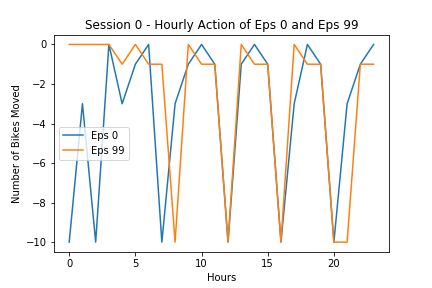 Session 0 - Hourly Action of Eps 0 and Eps 99
Number of Bikes Moved
0
−2
−4
−6
−8
−10
Eps 0
Eps 99
0 5 10 15 20
Hours